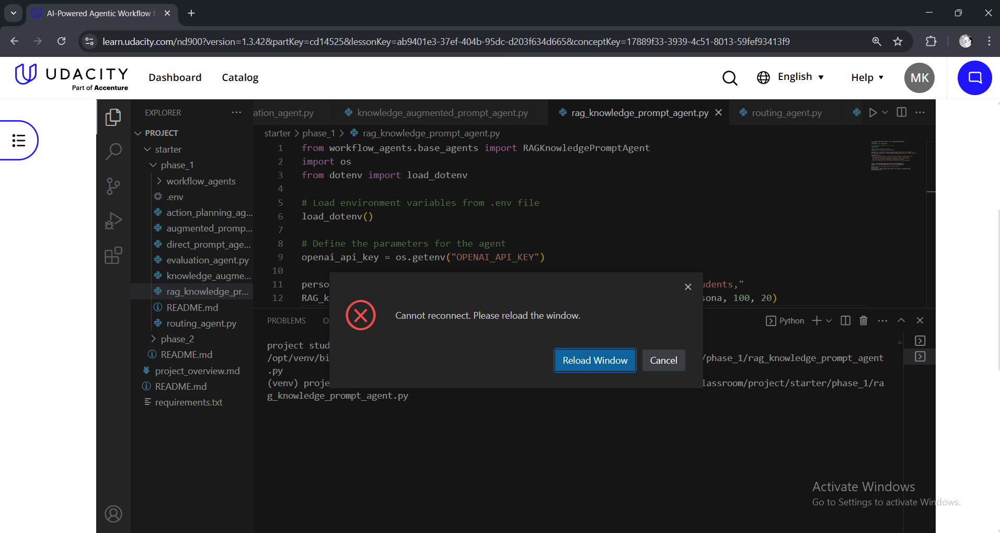 AI-Powered Agentic Workflow f
learn.udacity.com/nd900?version=1.3.42&partKey=cd14525&lessonKey=ab9401e3-37ef-404b-95dc-d203f634d665&conceptKey=17889f33-3939-4c51-8013-59fef93413f9
UDACITY
Part of Accenture
Dashboard
Catalog
English
Help
MK
EXPLORER
PROJECT
starter
phase_1
workflow_agents
.env
action_planning_ag...
augmented_promp...
direct_prompt_age...
evaluation_agent.py
knowledge_augme...
rag_knowledge_pr...
README.md
routing_agent.py
phase_2
README.md
project_overview.md
README.md
requirements.txt
ation_agent.py
knowledge_augmented_prompt_agent.py
rag_knowledge_prompt_agent.py
routing_agent.py
starter > phase_1 > rag_knowledge_prompt_agent.py
1 from workflow_agents.base_agents import RAGKnowledgePromptAgent
2 import os
3 from dotenv import load_dotenv
4
5 # Load environment variables from .env file
6 load_dotenv()
7
8 # Define the parameters for the agent
9 openai_api_key = os.getenv("OPENAI_API_KEY")
10
11 perso udents,"
12 RAG_k sona, 100, 20)
Cannot reconnect. Please reload the window.
Reload Window
Cancel
PROBLEMS O
Python
project stud
/opt/venv/bi /phase_1/rag_knowledge_prompt_agent
.py
(venv) proje lassroom/project/starter/phase_1/ra
g_knowledge_prompt_agent.py
Activate Windows
Go to Settings to activate Windows.